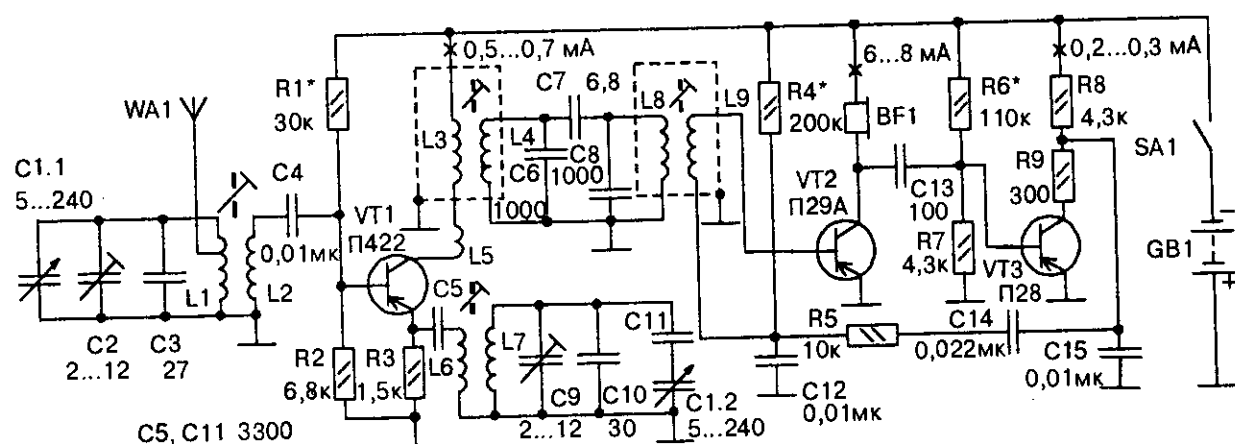 WA1
C1.1
5...240
C2
2...12
C3
27
L1
L2
C4
0,01мк
R1*
30к
VT1
П422
R2
6,8к
R3
1,5к
C5, C11 3300
0,5...0,7 мА
L3
L4
C7
6,8
C6
1000
C8
1000
L5
C5
L6
L7
C9
2...12
C10
30
C11
C1.2
5...240
L8
L9
R4*
200к
6...8 мА
BF1
VT2
П29А
C13
100
R6*
110к
R7
4,3к
0,2...0,3 мА
R8
4,3к
R9
300
VT3
П28
R5
10к
C14
0,022мк
C12
0,01мк
C15
0,01мк
SA1
GB1
−
+